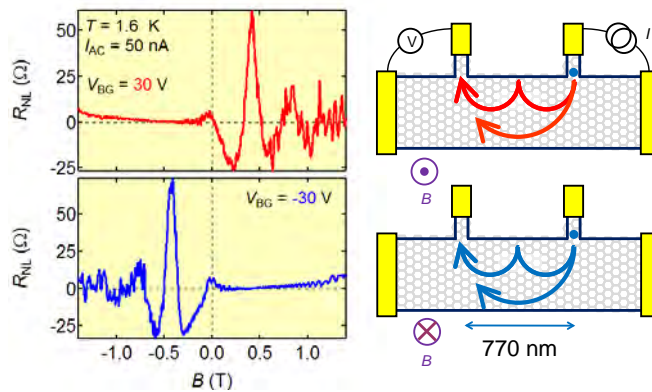 T = 1.6 K
I_AC = 50 nA
V_BG = 30 V
R_NL (Ω)
50
25
0
-25
V_BG = -30 V
R_NL (Ω)
50
25
0
-25
-1.0 -0.5 0.0 0.5 1.0
B (T)
V
I
B
B
770 nm